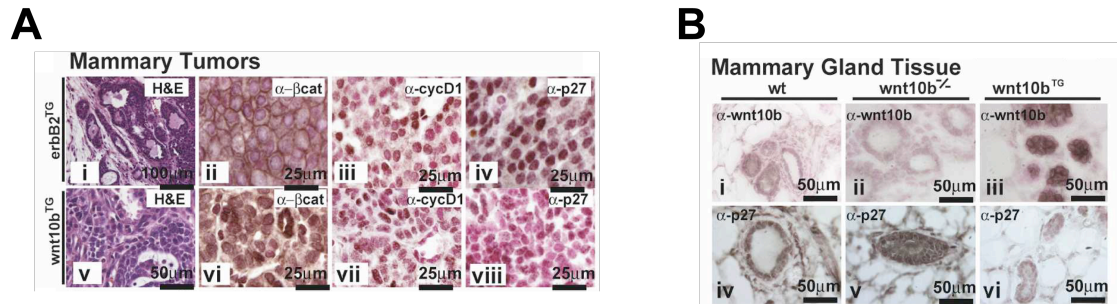 A
Mammary Tumors
erbB2TG
H&E
i
100µm
α-βcat
ii
25µm
α-cycD1
iii
25µm
α-p27
iv
25µm
wnt10bTG
H&E
v
50µm
α-βcat
vi
25µm
α-cycD1
vii
25µm
α-p27
viii
25µm
B
Mammary Gland Tissue
wt
wnt10b-/-
wnt10bTG
α-wnt10b
i
50µm
α-wnt10b
ii
50µm
α-wnt10b
iii
50µm
α-p27
iv
50µm
α-p27
v
50µm
α-p27
vi
50µm